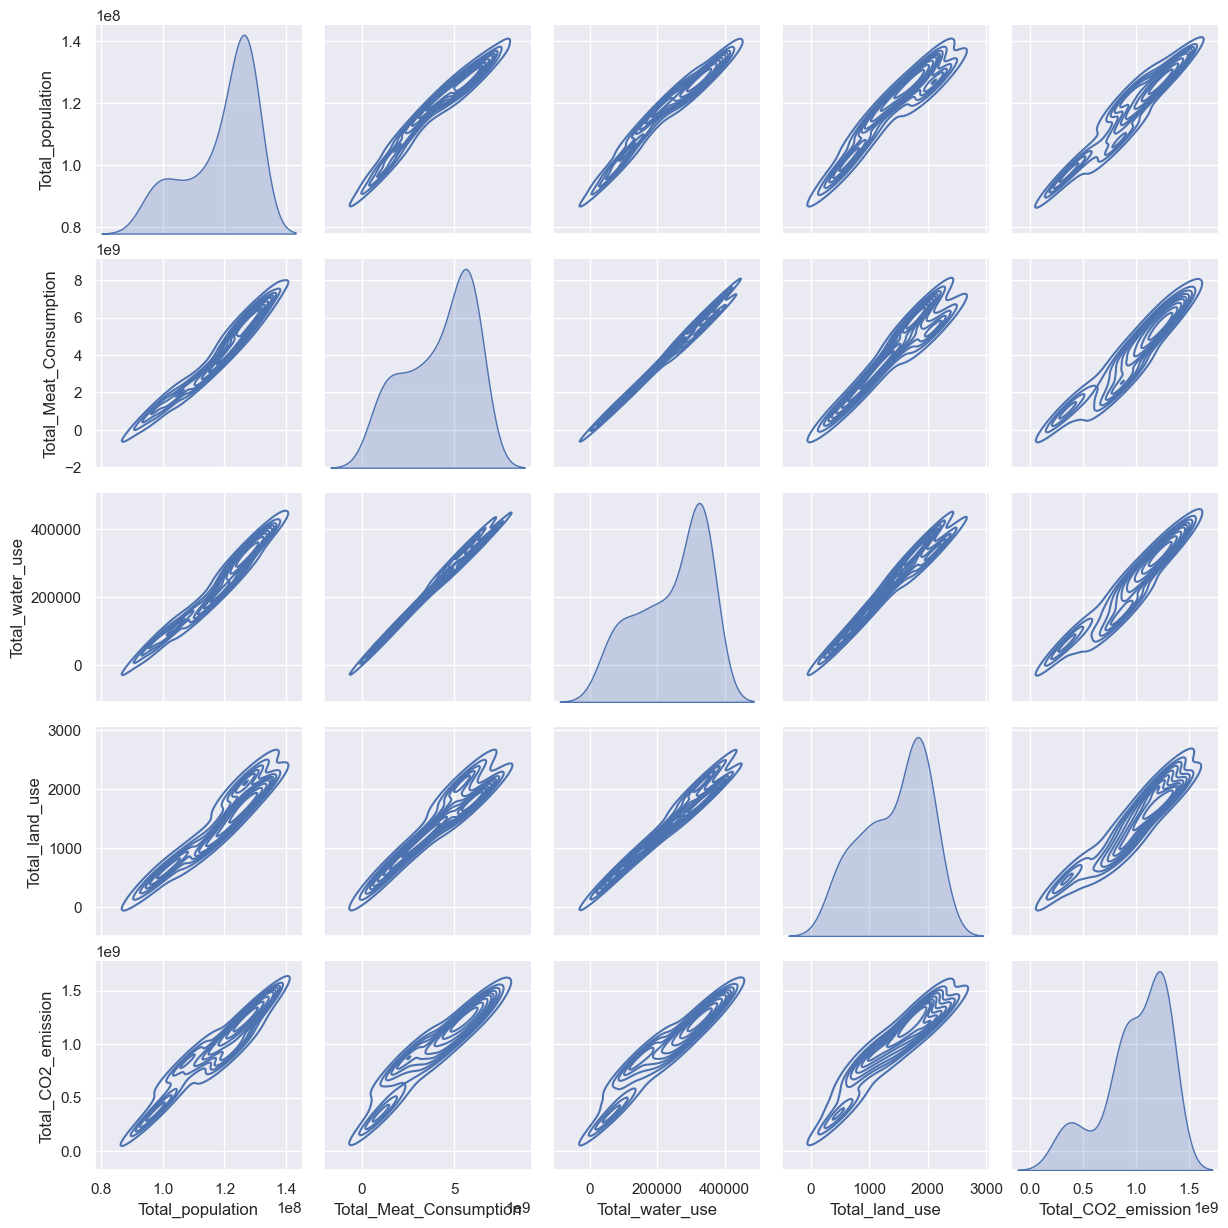 1e8
1.4
1.2
1.0
0.8
Total_population
1e9
8
6
4
2
0
−2
Total_Meat_Consumption
400000
200000
0
Total_water_use
3000
2000
1000
0
Total_land_use
1e9
1.5
1.0
0.5
0.0
Total_CO2_emission
0.8 1.0 1.2 1.4
Total_population 1e8
0 5
Total_Meat_Consumption 1e9
0 200000 400000
Total_water_use
0 1000 2000 3000
Total_land_use
0.0 0.5 1.0 1.5
Total_CO2_emission 1e9